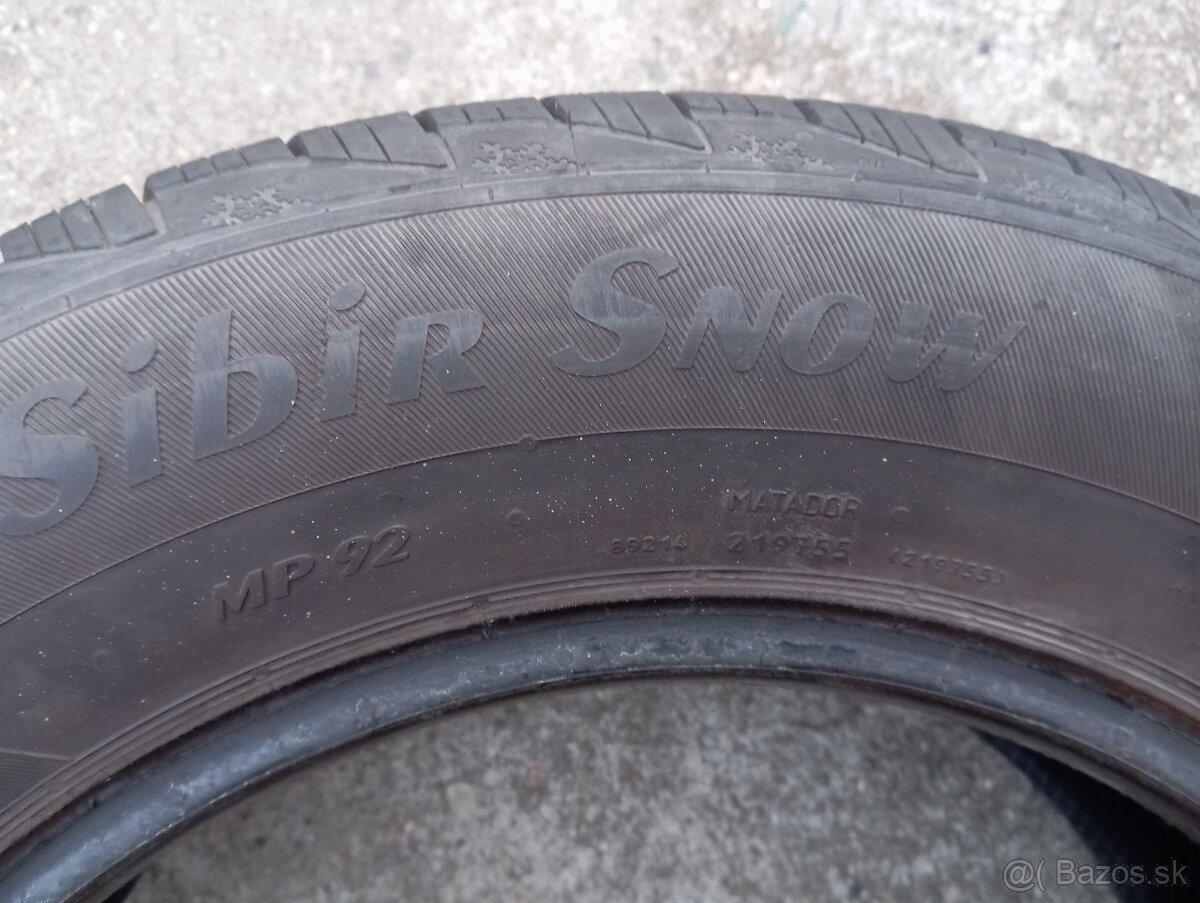 Sibir Snow
MP 92
MATADOR
89214 219755 (219755)
@( Bazos.sk